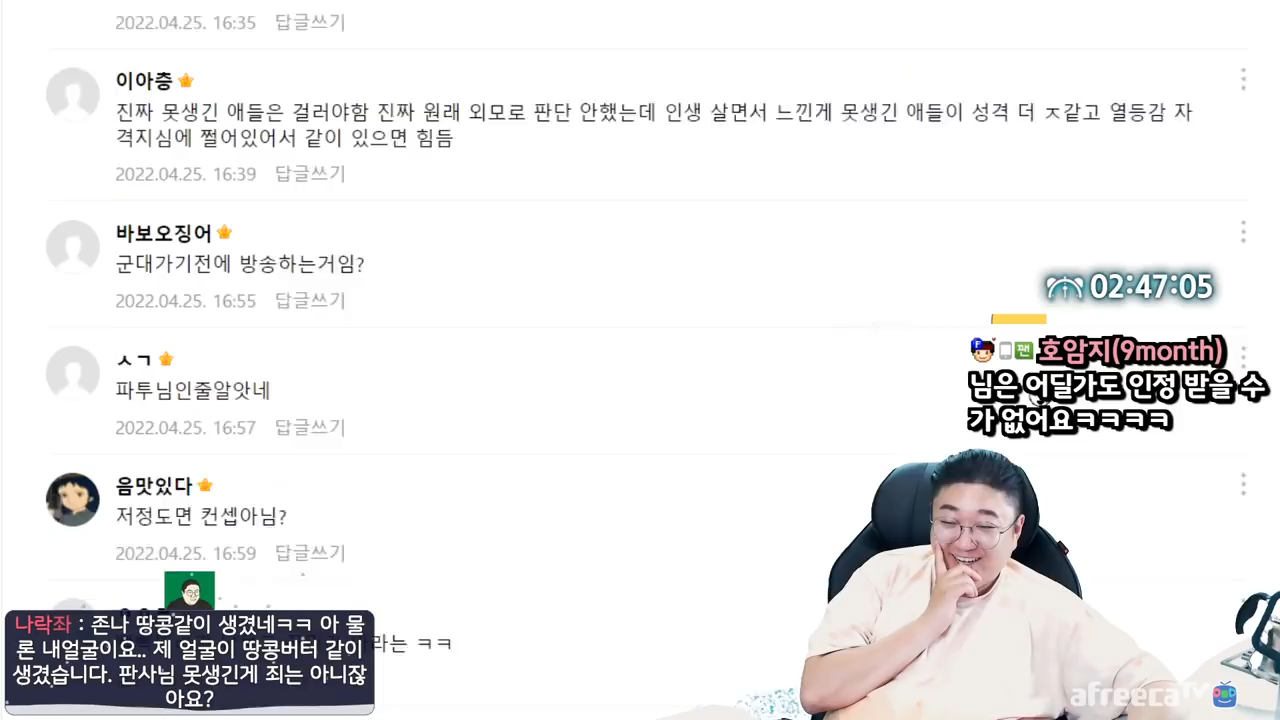 2022.04.25. 16:35 답글쓰기
이아층
진짜 못생긴 애들은 걸러야함 진짜 원래 외모로 판단 안했는데 인생 살면서 느낀게 못생긴 애들이 성격 더 ㅈ같고 열등감 자
격지심에 쩔어있어서 같이 있으면 힘듬
2022.04.25. 16:39 답글쓰기
바보오징어
군대가기전에 방송하는거임?
2022.04.25. 16:55 답글쓰기
02:47:05
ㅅㄱ
파투님인줄알앗네
2022.04.25. 16:57 답글쓰기
호암지(9month)
님은 어딜가도 인정 받을 수
가 없어요ㅋㅋㅋㅋ
음맛있다
저정도면 컨셉아님?
2022.04.25. 16:59 답글쓰기
라는 ㅋㅋ
나락좌 : 존나 땅콩같이 생겼네ㅋㅋ 아 물
론 내얼굴이요.. 제 얼굴이 땅콩버터 같이
생겼습니다. 판사님 못생긴게 죄는 아니잖
아요?
afreecaTV